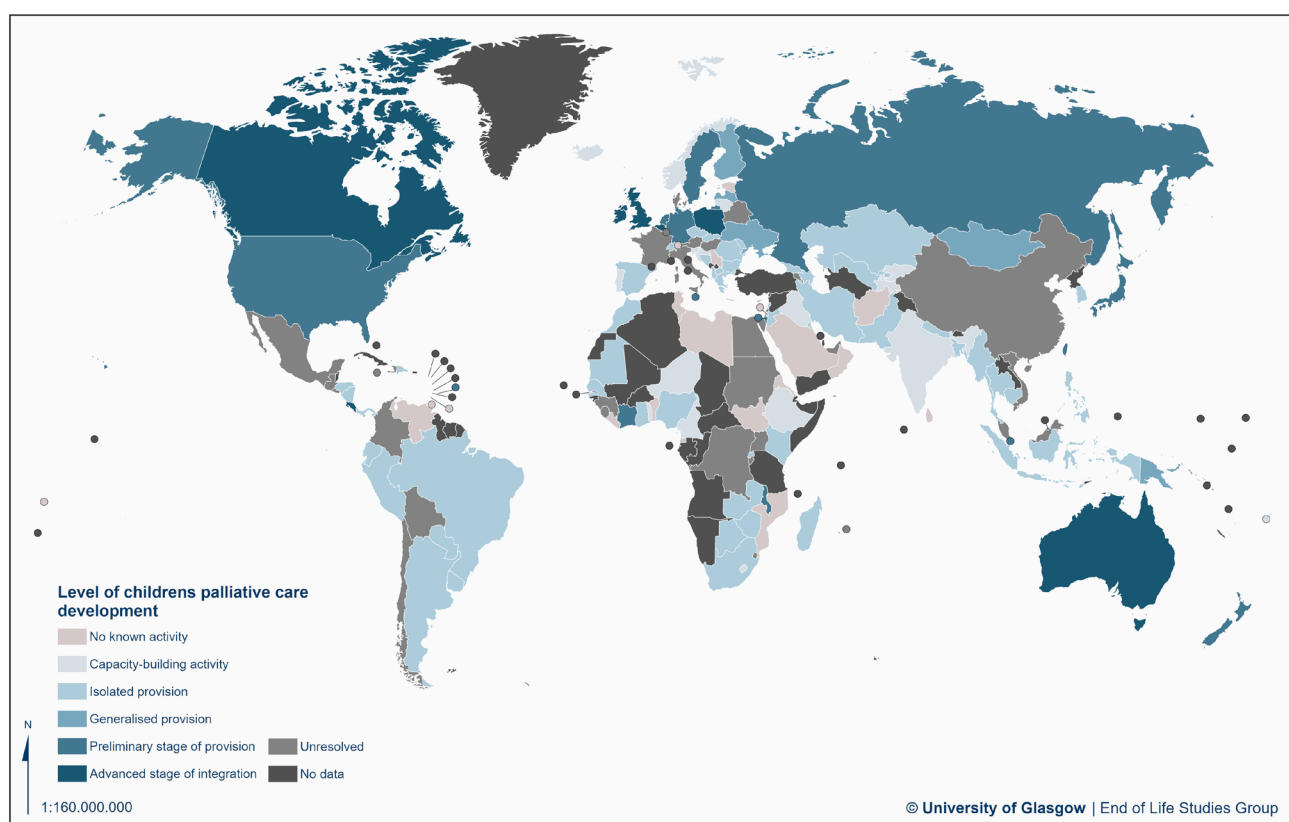 Level of childrens palliative care
development
No known activity
Capacity-building activity
Isolated provision
Generalised provision
Preliminary stage of provision
Unresolved
Advanced stage of integration
No data
N
1:160.000.000
© University of Glasgow | End of Life Studies Group